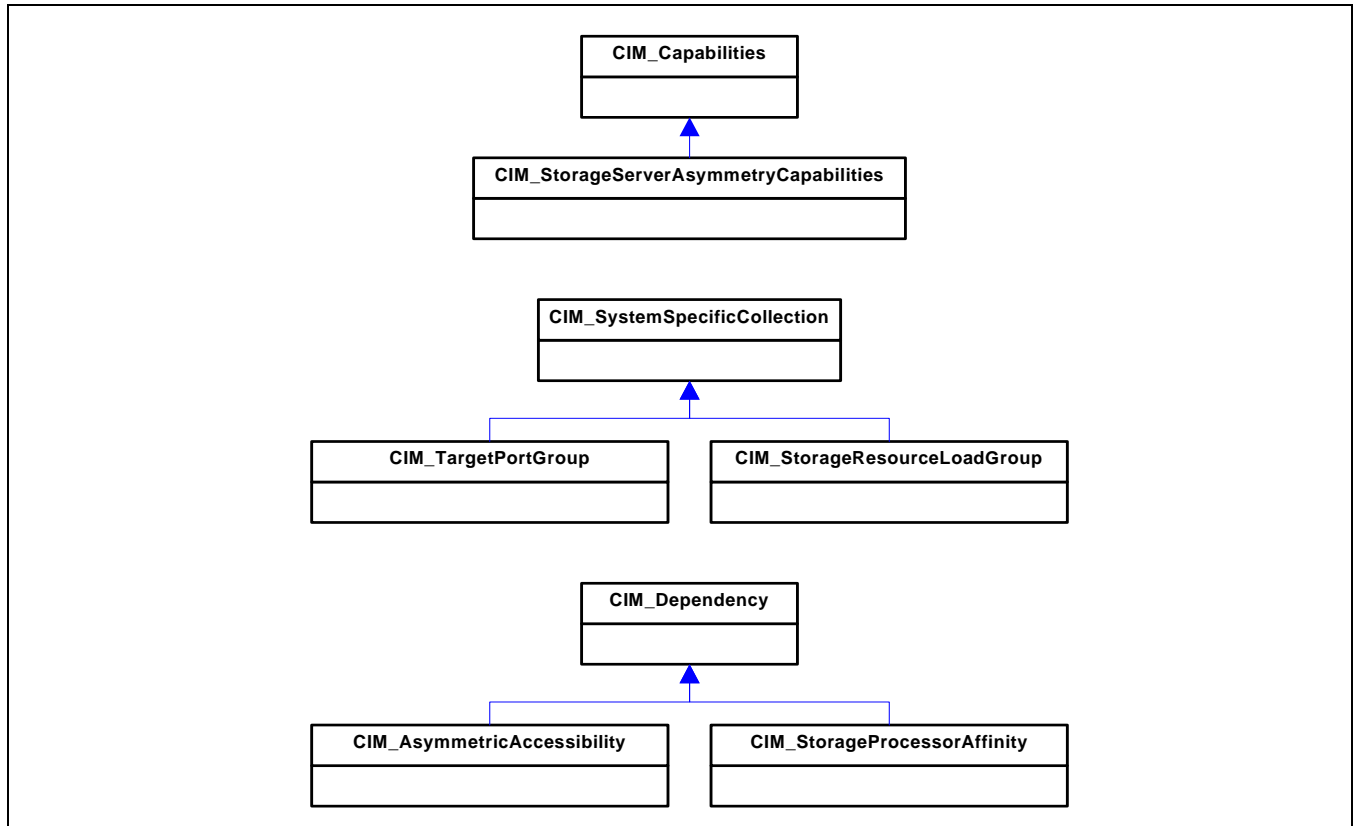 CIM_Capabilities
CIM_StorageServerAsymmetryCapabilities
CIM_SystemSpecificCollection
CIM_TargetPortGroup
CIM_StorageResourceLoadGroup
CIM_Dependency
CIM_AsymmetricAccessibility
CIM_StorageProcessorAffinity